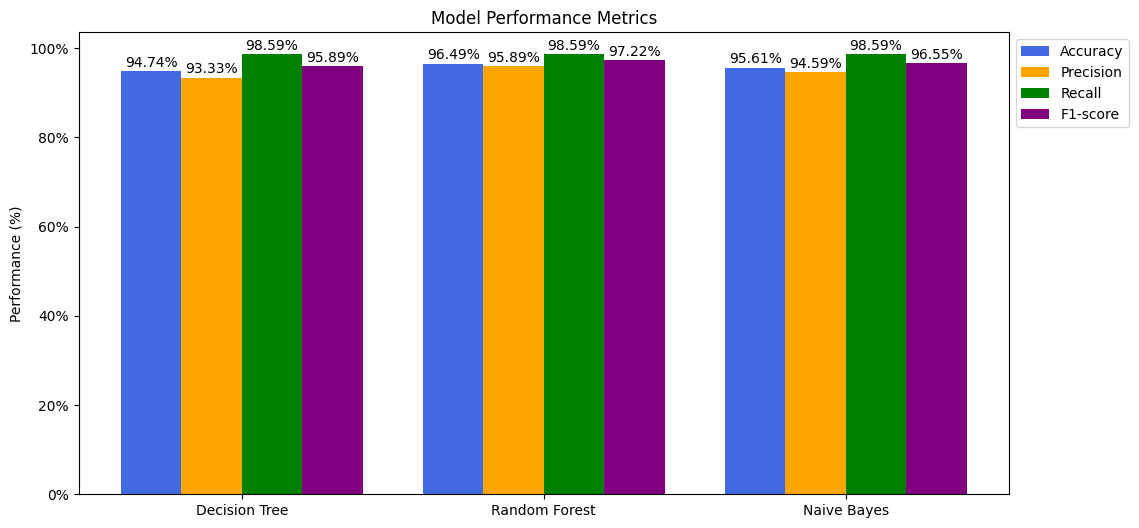 Model Performance Metrics
100%
80%
60%
40%
20%
0%
Performance (%)
94.74%
93.33%
98.59%
95.89%
96.49%
95.89%
98.59%
97.22%
95.61%
94.59%
98.59%
96.55%
Decision Tree
Random Forest
Naive Bayes
Accuracy
Precision
Recall
F1-score